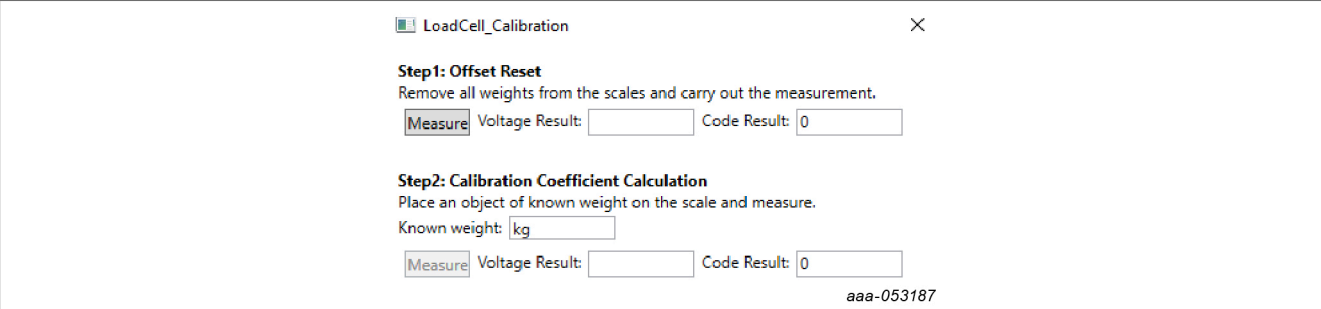 LoadCell_Calibration
Step1: Offset Reset
Remove all weights from the scales and carry out the measurement.
Measure Voltage Result: Code Result: 0
Step2: Calibration Coefficient Calculation
Place an object of known weight on the scale and measure.
Known weight: kg
Measure Voltage Result: Code Result: 0
aaa-053187